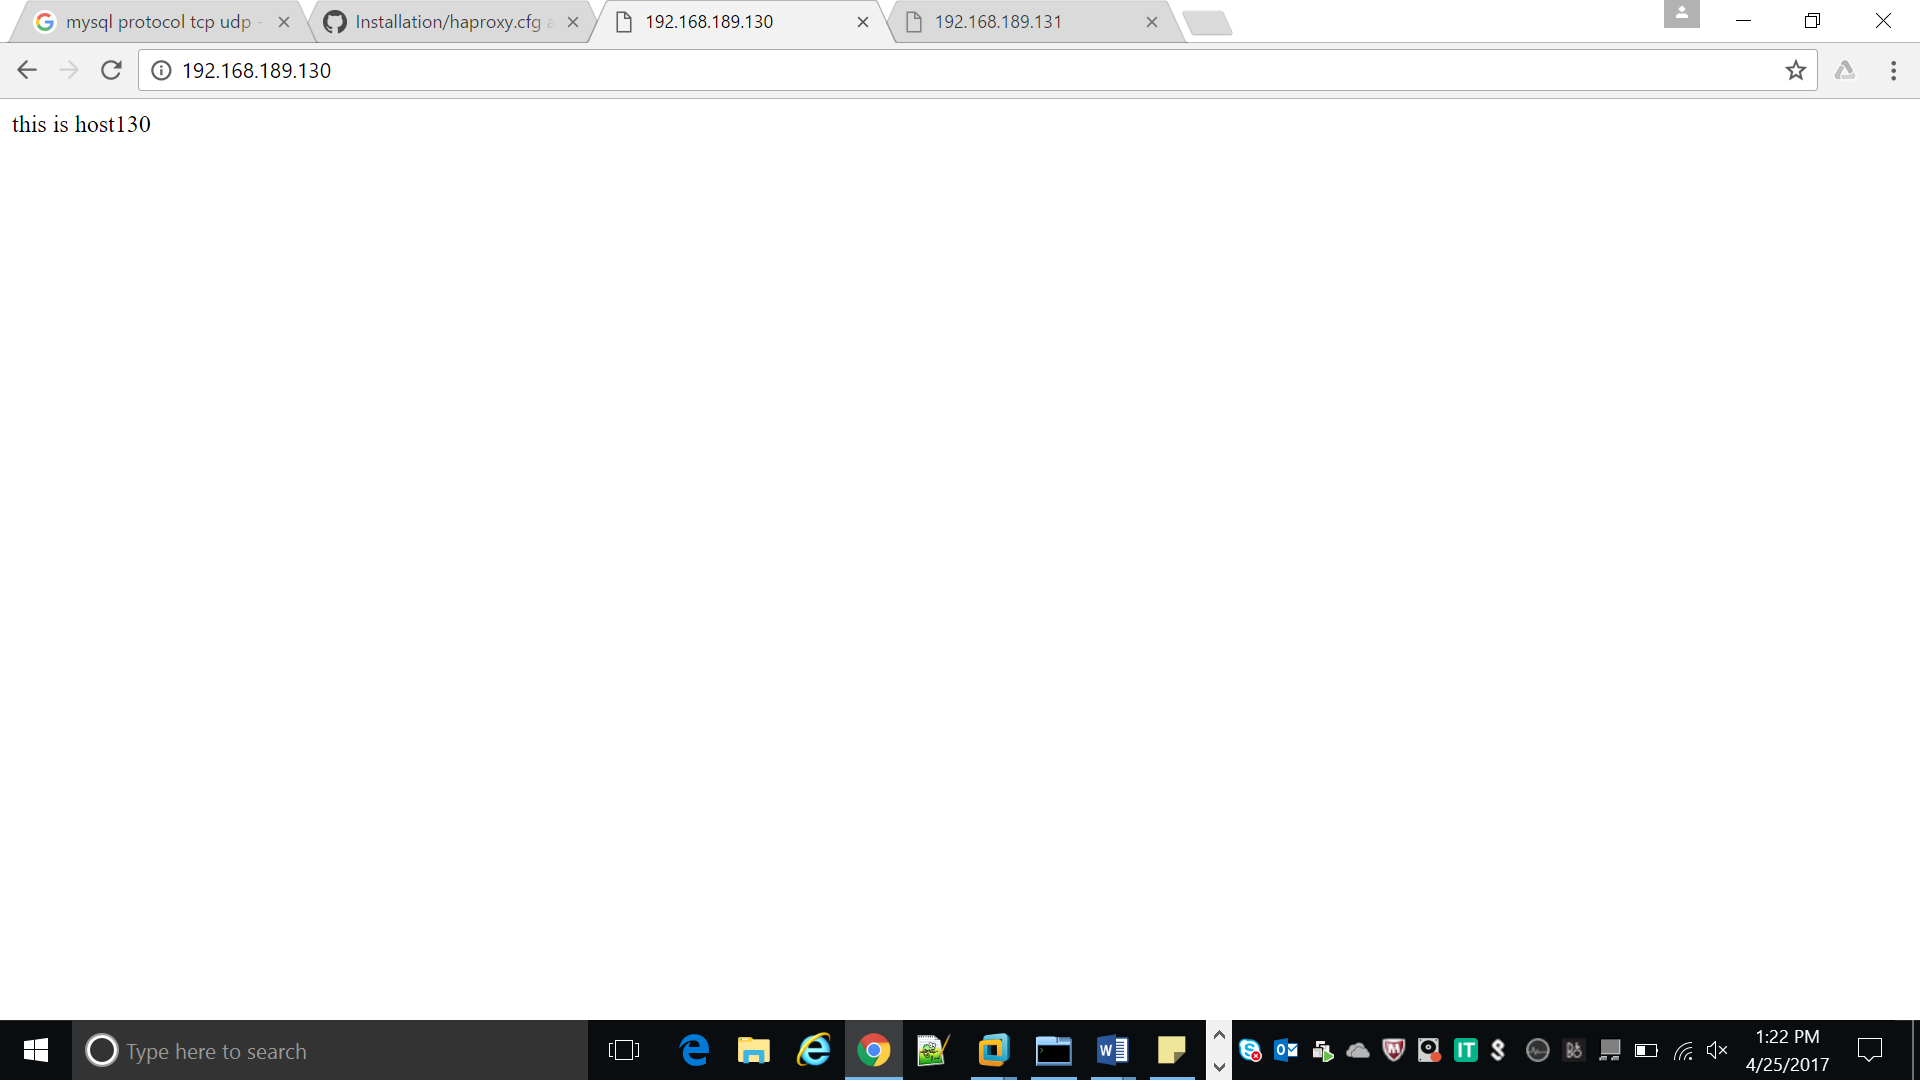 mysql protocol tcp udp -
Installation/haproxy.cfg a
192.168.189.130
192.168.189.131
192.168.189.130
this is host130
Type here to search
IT
1:22 PM
4/25/2017